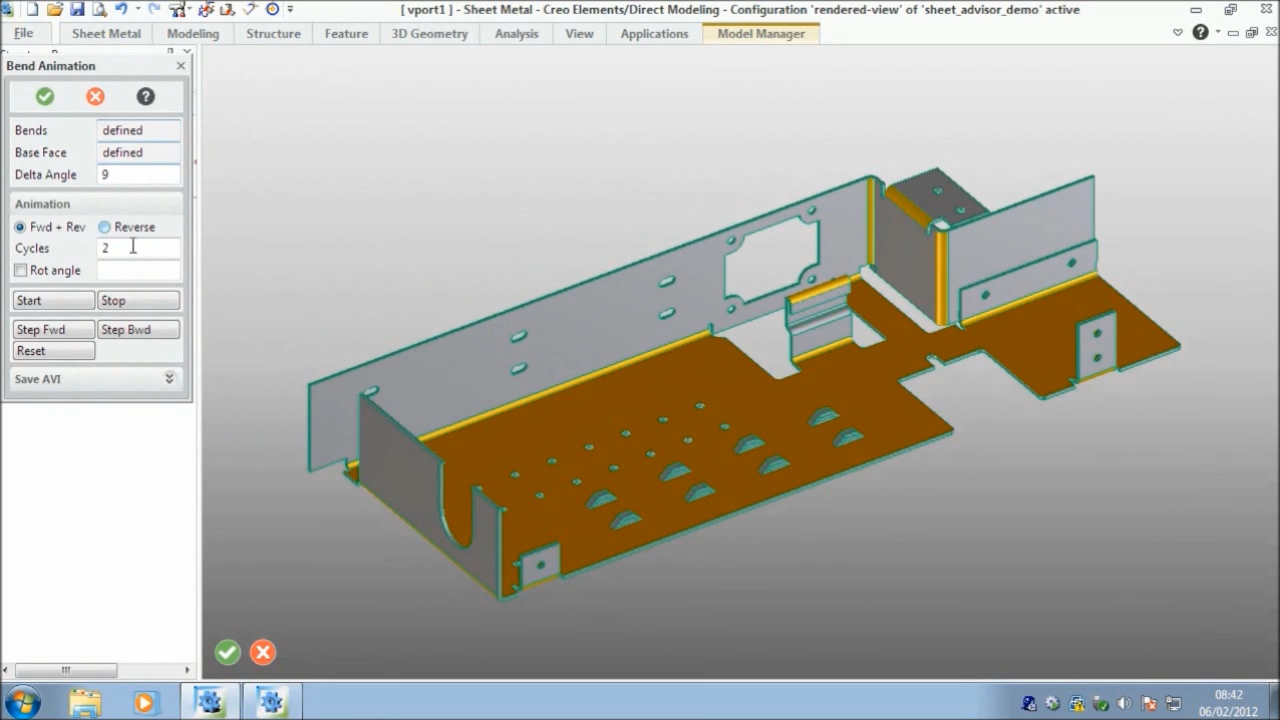 [ vport1 ] - Sheet Metal - Creo Elements/Direct Modeling - Configuration 'rendered-view' of 'sheet_advisor_demo' active
File Sheet Metal Modeling Structure Feature 3D Geometry Analysis View Applications Model Manager
Bend Animation
Bends defined
Base Face defined
Delta Angle 9
Animation
Fwd + Rev Reverse
Cycles 2
Rot angle
Start Stop
Step Fwd Step Bwd
Reset
Save AVI
08:42
06/02/2012